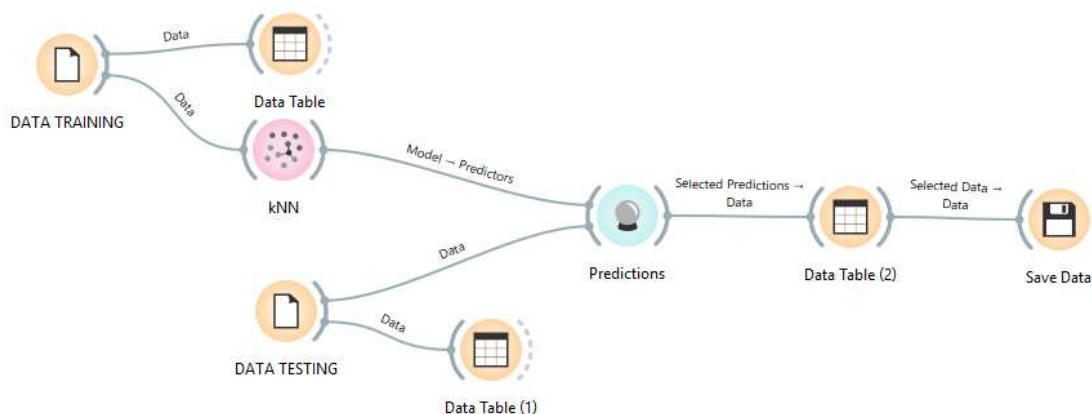 Data
Data
DATA TRAINING
Data Table
kNN
Model → Predictors
Data
Data
DATA TESTING
Data Table (1)
Predictions
Selected Predictions →
Data
Data Table (2)
Selected Data →
Data
Save Data